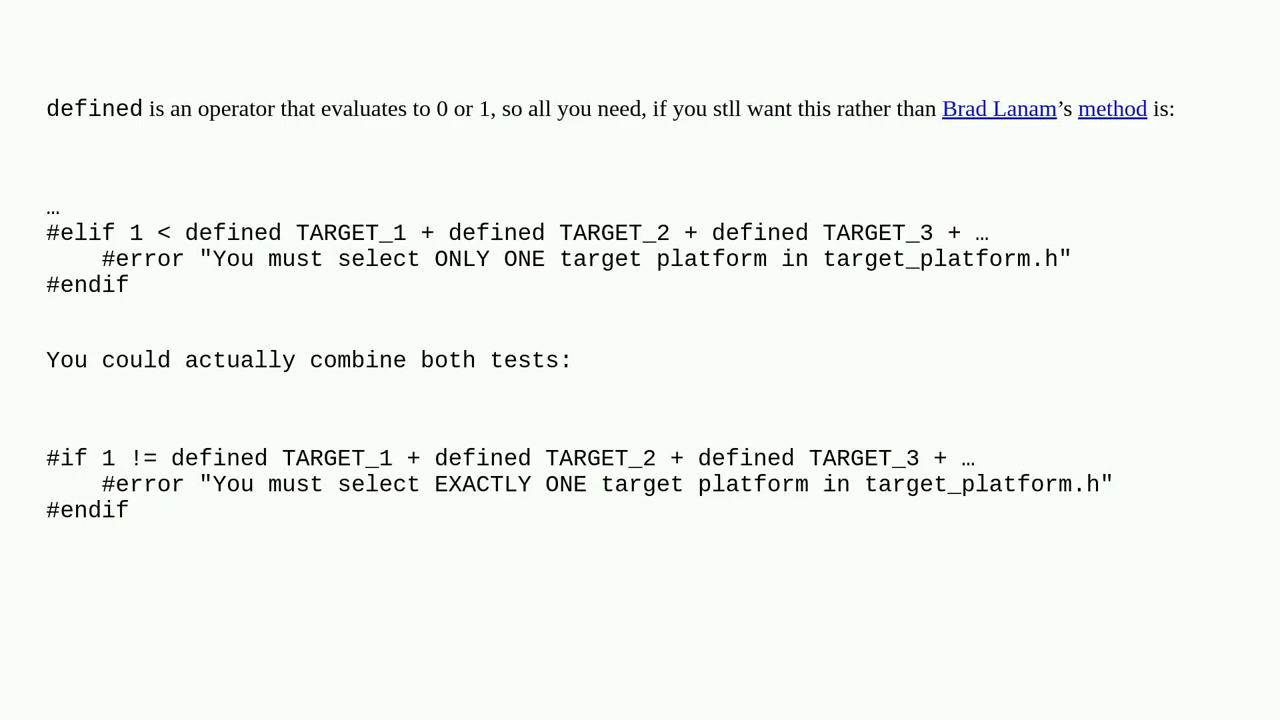 defined is an operator that evaluates to 0 or 1, so all you need, if you stll want this rather than Brad Lanam’s method is:
…
#elif 1 < defined TARGET_1 + defined TARGET_2 + defined TARGET_3 + …
    #error "You must select ONLY ONE target platform in target_platform.h"
#endif
You could actually combine both tests:
#if 1 != defined TARGET_1 + defined TARGET_2 + defined TARGET_3 + …
    #error "You must select EXACTLY ONE target platform in target_platform.h"
#endif